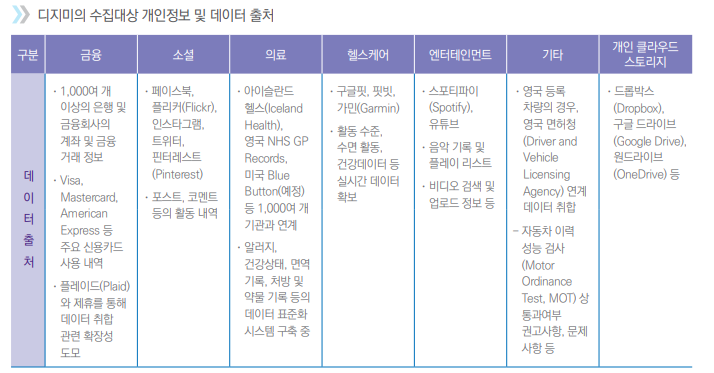 디지미의 수집대상 개인정보 및 데이터 출처
구분
금융
소셜
의료
헬스케어
엔터테인먼트
기타
개인 클라우드
스토리지
데
이
터
출
처
· 1,000여 개
이상의 은행 및
금융회사의
계좌 및 금융
거래 정보
· Visa,
Mastercard,
American
Express 등
주요 신용카드
사용 내역
· 플레이드(Plaid)
와 제휴를 통해
데이터 취합
관련 확장성
도모
· 페이스북,
플리커(Flickr),
인스타그램,
트위터,
핀터레스트
(Pinterest)
· 포스트, 코멘트
등의 활동 내역
· 아이슬란드
헬스(Iceland
Health),
영국 NHS GP
Records,
미국 Blue
Button(예정)
등 1,000여 개
기관과 연계
· 알러지,
건강상태, 면역
기록, 처방 및
약물 기록 등의
데이터 표준화
시스템 구축 중
· 구글핏, 핏빗,
가민(Garmin)
· 활동 수준,
수면 활동,
건강데이터 등
실시간 데이터
확보
· 스포티파이
(Spotify),
유튜브
· 음악 기록 및
플레이 리스트
· 비디오 검색 및
업로드 정보 등
· 영국 등록
차량의 경우,
영국 면허청
(Driver and
Vehicle
Licensing
Agency) 연계
데이터 취합
– 자동차 이력
성능 검사
(Motor
Ordinance
Test, MOT) 상
통과여부
권고사항, 문제
사항 등
· 드롭박스
(Dropbox),
구글 드라이브
(Google Drive),
원드라이브
(OneDrive) 등